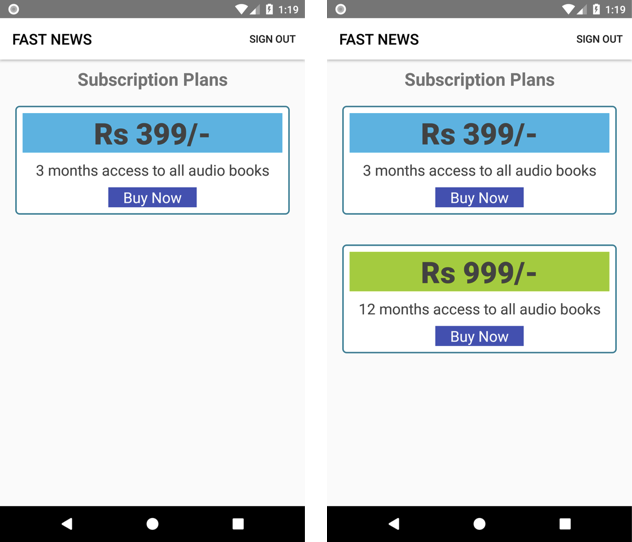 1:19
FAST NEWS SIGN OUT
Subscription Plans
Rs 399/-
3 months access to all audio books
Buy Now
1:19
FAST NEWS SIGN OUT
Subscription Plans
Rs 399/-
3 months access to all audio books
Buy Now
Rs 999/-
12 months access to all audio books
Buy Now